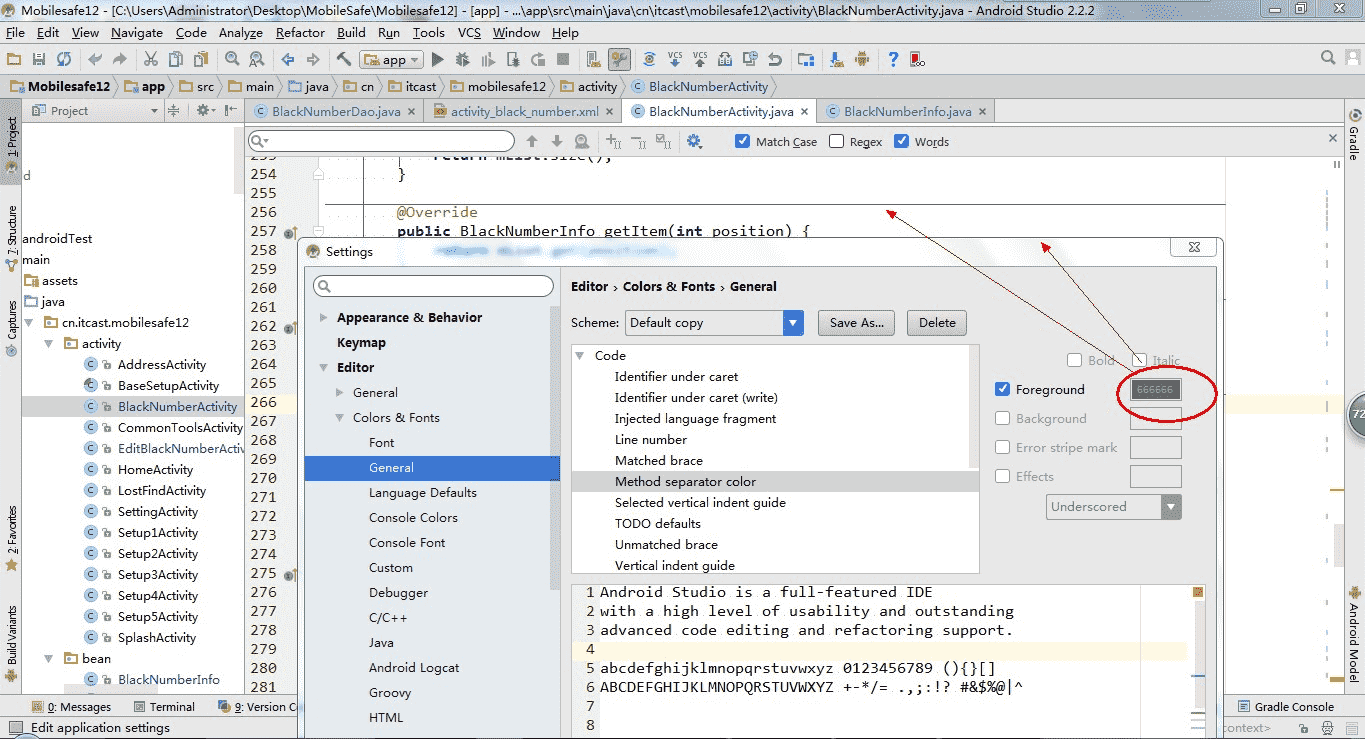 Mobilesafe12 - [C:\Users\Administrator\Desktop\MobileSafe\Mobilesafe12] - [app] - ...\app\src\main\java\cn\itcast\mobilesafe12\activity\BlackNumberActivity.java - Android Studio 2.2.2
File Edit View Navigate Code Analyze Refactor Build Run Tools VCS Window Help
app
VCS VCS
Mobilesafe12 app src main java cn itcast mobilesafe12 activity BlackNumberActivity
Project BlackNumberDao.java activity_black_number.xml BlackNumberActivity.java BlackNumberInfo.java
Match Case Regex Words
1: Project
7: Structure
Captures
2: Favorites
Build Variants
Gradle
Android Model
d
androidTest
main
assets
java
cn.itcast.mobilesafe12
activity
AddressActivity
BaseSetupActivity
BlackNumberActivity
CommonToolsActivity
EditBlackNumberActiv
HomeActivity
LostFindActivity
SettingActivity
Setup1Activity
Setup2Activity
Setup3Activity
Setup4Activity
Setup5Activity
SplashActivity
bean
BlackNumberInfo
253 return mList.size();
254 }
255
256 @Override
257 public BlackNumberInfo getItem(int position) {
258
259
260
261
262
263
264
265
266
267
268
269
270
271
272
273
274
275
276
277
278
279
280
281
Settings
Appearance & Behavior
Keymap
Editor
General
Colors & Fonts
Font
General
Language Defaults
Console Colors
Console Font
Custom
Debugger
C/C++
Java
Android Logcat
Groovy
HTML
Editor › Colors & Fonts › General
Scheme: Default copy Save As... Delete
Code
Identifier under caret
Identifier under caret (write)
Injected language fragment
Line number
Matched brace
Method separator color
Selected vertical indent guide
TODO defaults
Unmatched brace
Vertical indent guide
Bold Italic
Foreground 666666
Background
Error stripe mark
Effects
Underscored
1 Android Studio is a full-featured IDE
2 with a high level of usability and outstanding
3 advanced code editing and refactoring support.
4
5 abcdefghijklmnopqrstuvwxyz 0123456789 (){}[]
6 ABCDEFGHIJKLMNOPQRSTUVWXYZ +-*/= .,;:!? #&$%@|^
7
8
72
0: Messages Terminal 9: Version C Gradle Console
Edit application settings context>